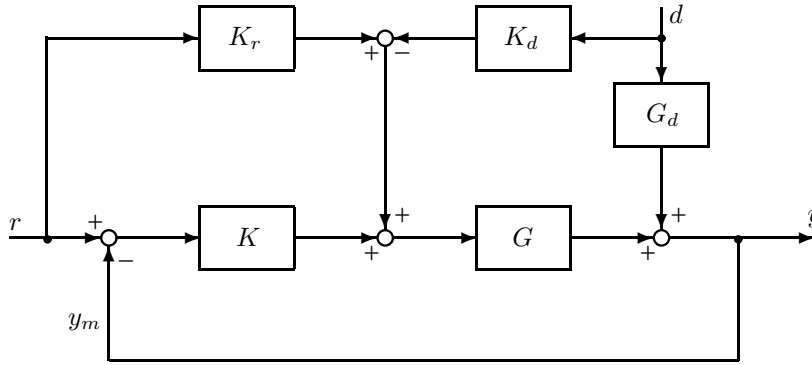 d
K_r + − K_d
G_d
r + K + + G + + y
−
y_m